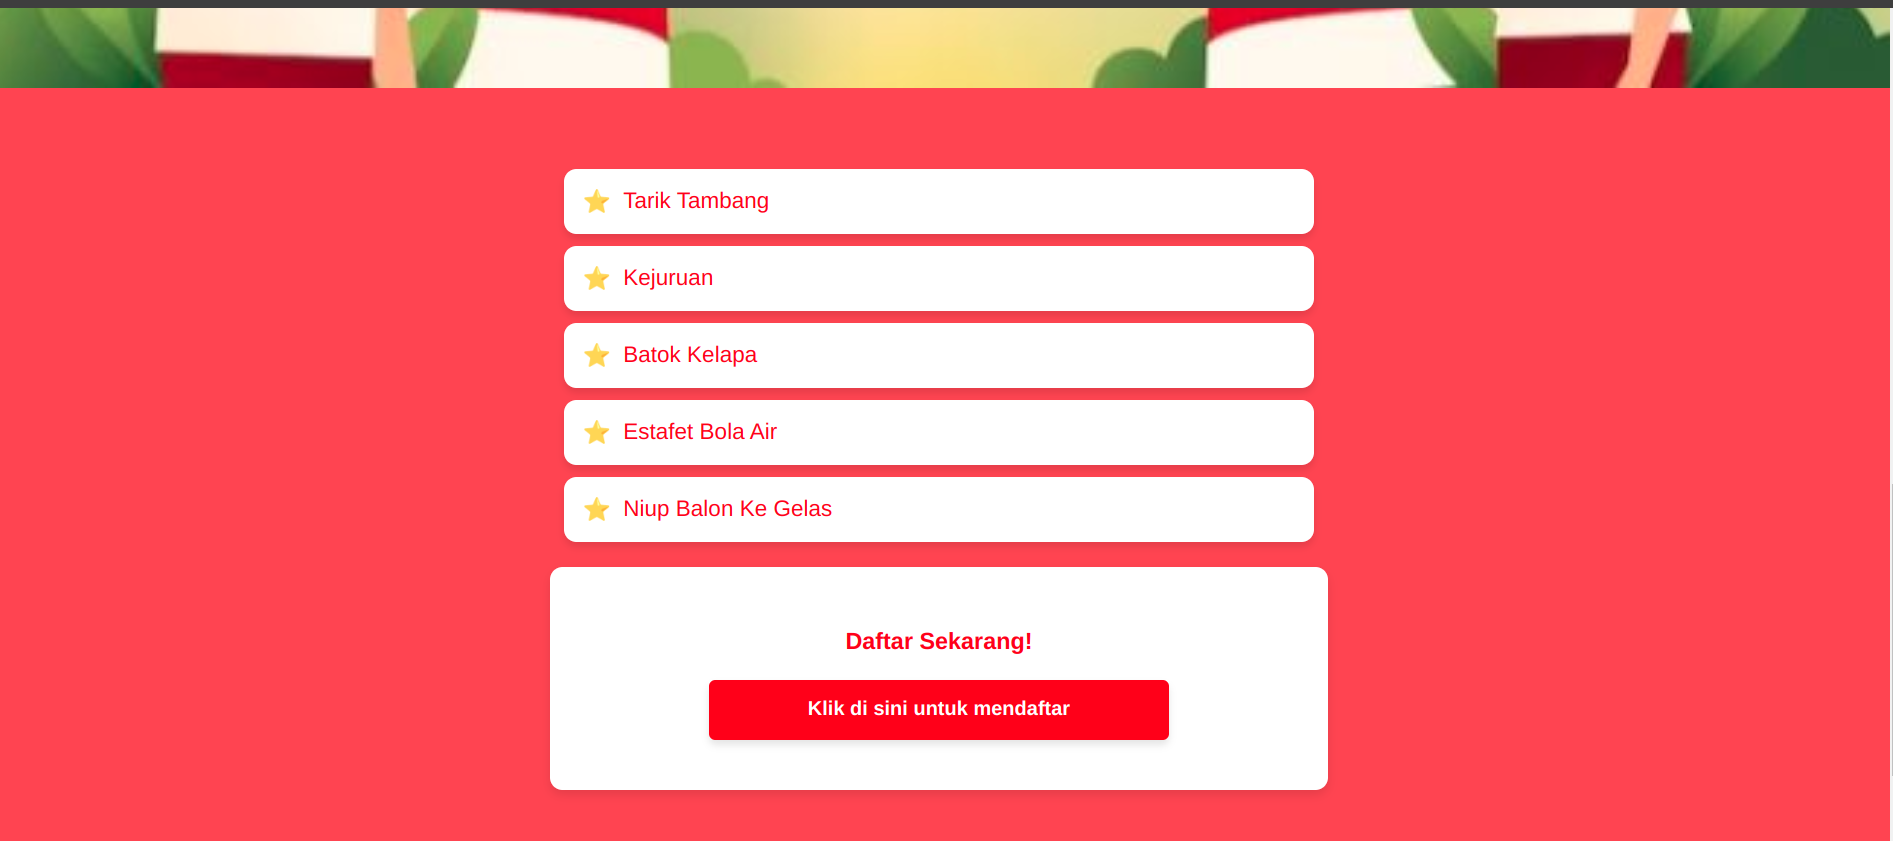 Tarik Tambang
Kejuruan
Batok Kelapa
Estafet Bola Air
Niup Balon Ke Gelas
Daftar Sekarang!
Klik di sini untuk mendaftar